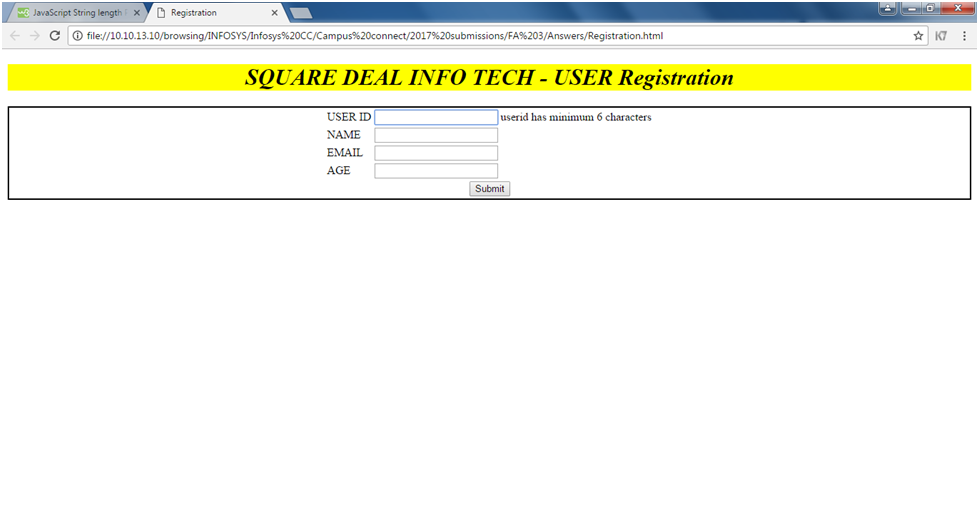 JavaScript String length
Registration
file://10.10.13.10/browsing/INFOSYS/Infosys%20CC/Campus%20connect/2017%20submissions/FA%203/Answers/Registration.html
K7
SQUARE DEAL INFO TECH - USER Registration
USER ID userid has minimum 6 characters
NAME
EMAIL
AGE
Submit